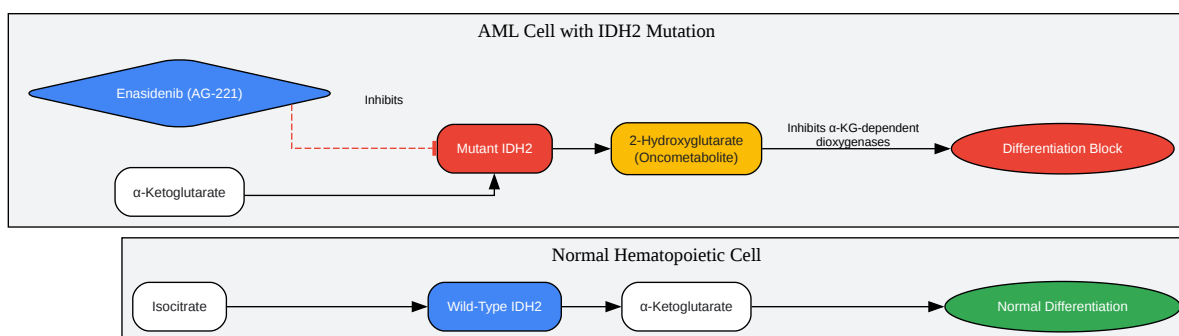 AML Cell with IDH2 Mutation
Enasidenib (AG-221)
Inhibits
Mutant IDH2
2-Hydroxyglutarate
(Oncometabolite)
Inhibits α-KG-dependent
dioxygenases
Differentiation Block
α-Ketoglutarate
Normal Hematopoietic Cell
Isocitrate
Wild-Type IDH2
α-Ketoglutarate
Normal Differentiation